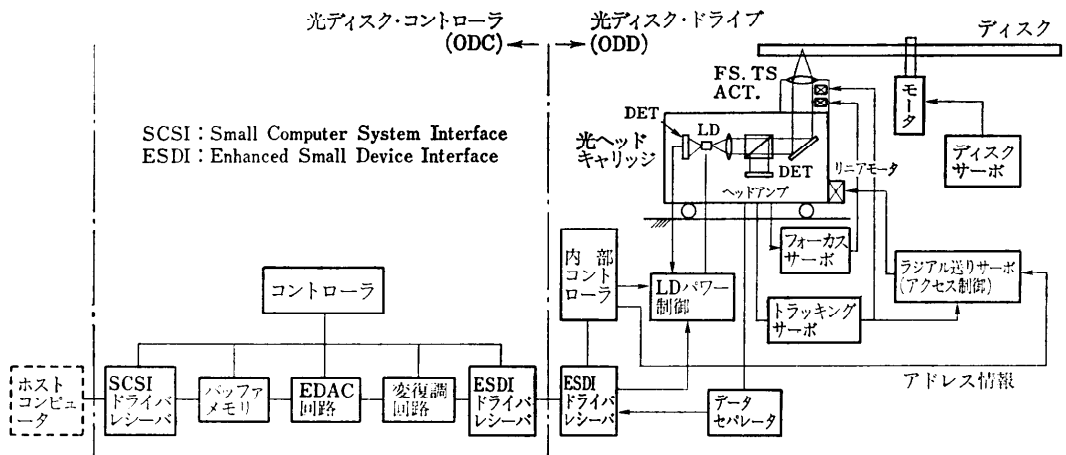 光ディスク・コントローラ
(ODC)
光ディスク・ドライブ
(ODD)
ディスク
FS. TS
ACT.
モータ
DET
LD
光ヘッド
キャリッジ
DET
リニアモータ
ヘッドアンプ
ディスク
サーボ
SCSI : Small Computer System Interface
ESDI : Enhanced Small Device Interface
内部
コント
ローラ
フォーカス
サーボ
LDパワー
制御
ラジアル送りサーボ
(アクセス制御)
トラッキング
サーボ
コントローラ
アドレス情報
ホスト
コンピュ
ータ
SCSI
ドライバ
レシーバ
バッファ
メモリ
EDAC
回路
変復調
回路
ESDI
ドライバ
レシーバ
ESDI
ドライバ
レシーバ
データ
セパレータ